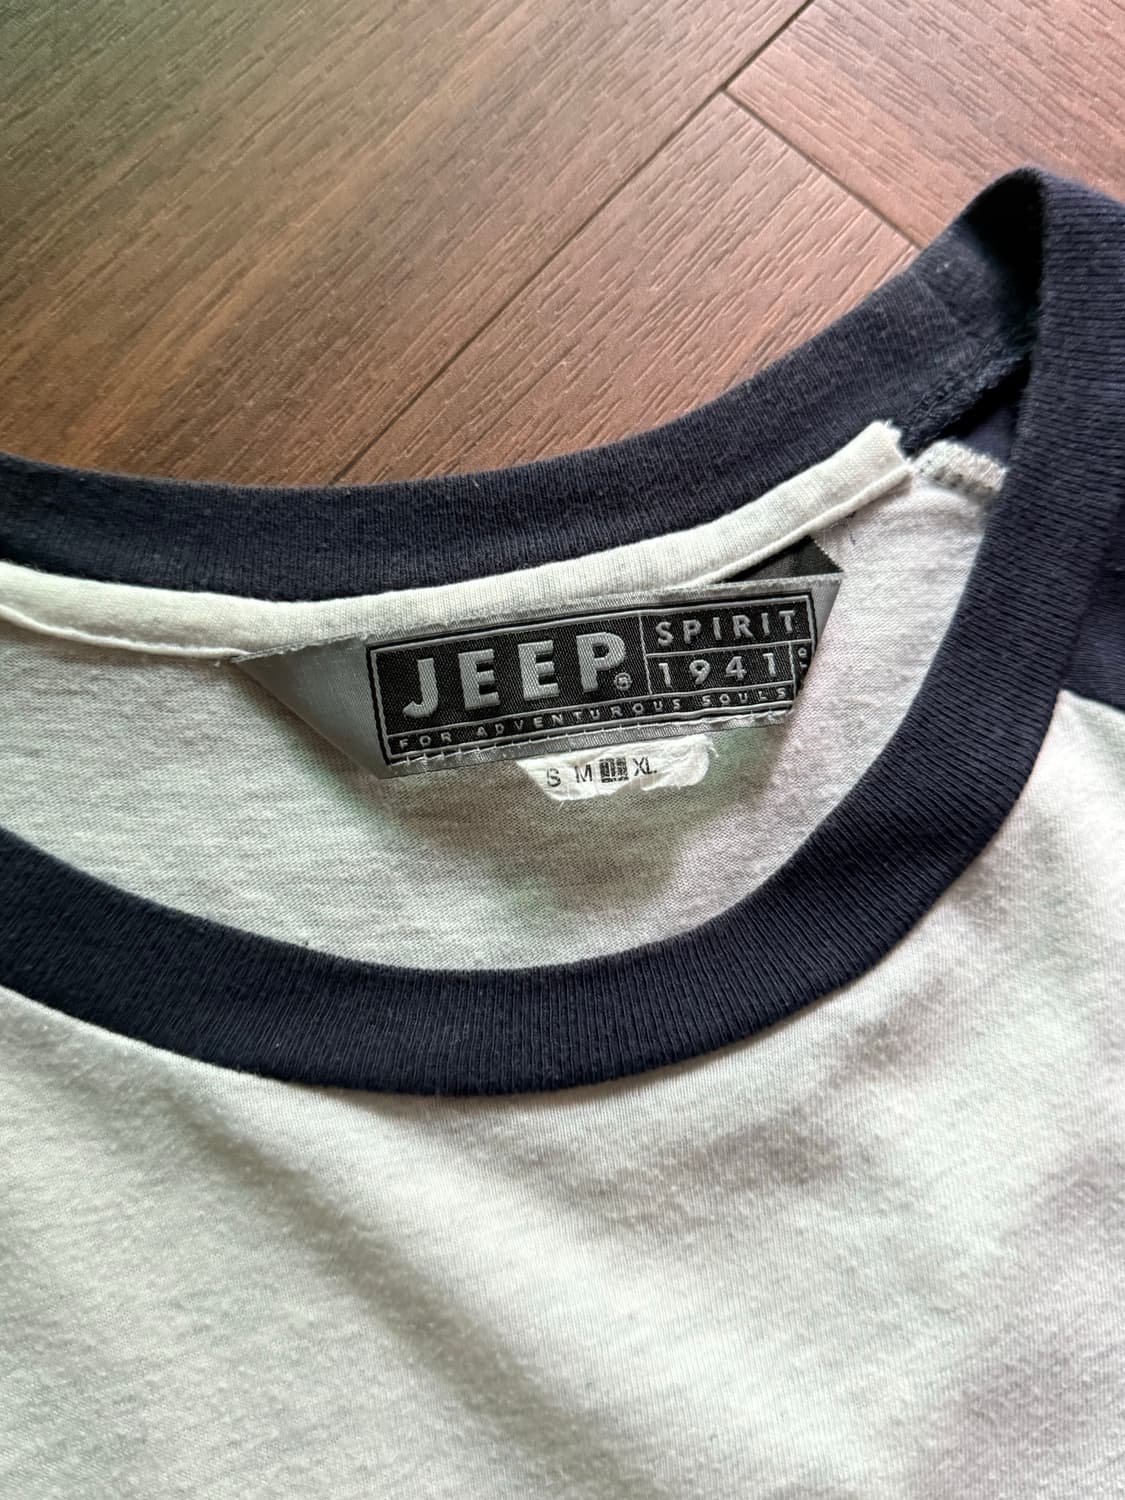 JEEP® SPIRIT
1941
FOR ADVENTUROUS SOULS
S M XL